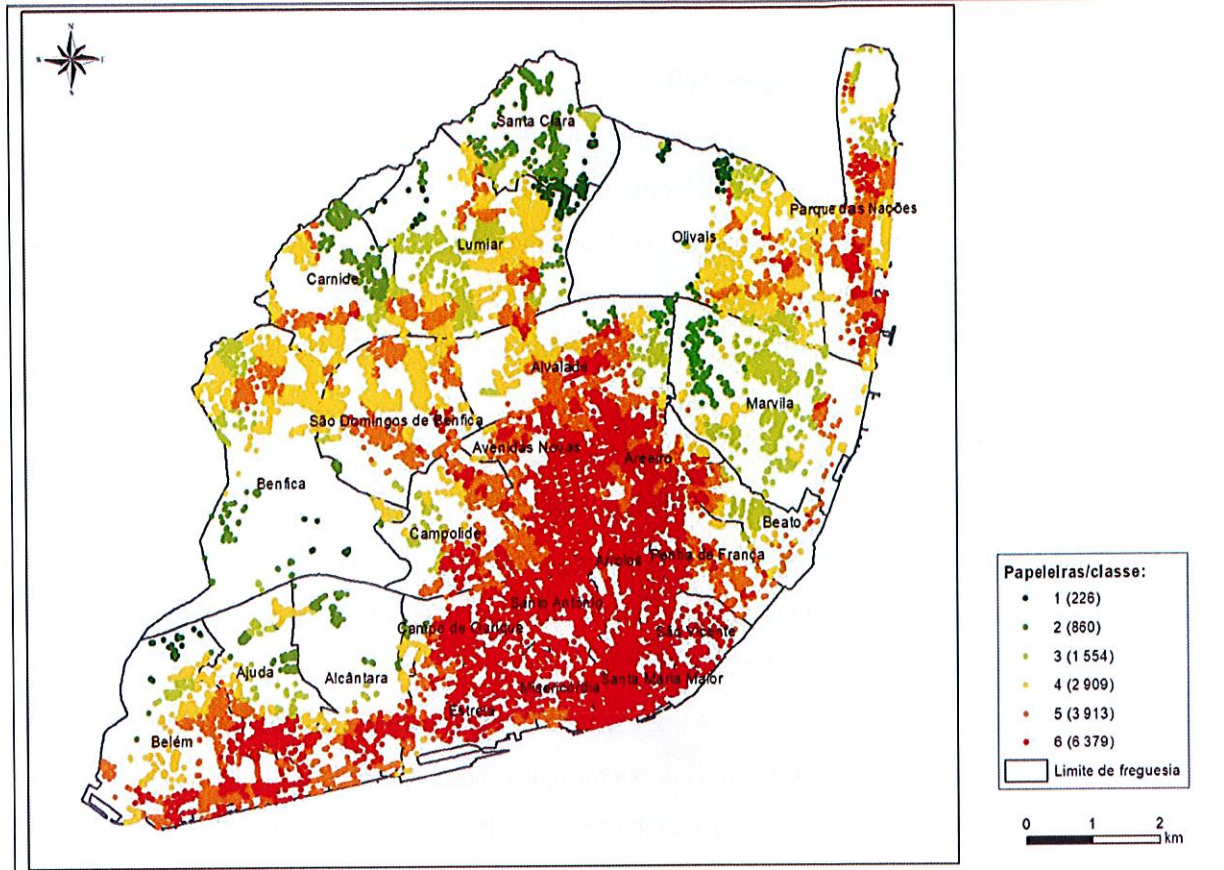 N
W
E
S
Santa Clara
Parque das Nações
Olivais
Lumiar
Carnide
Alvalade
Marvila
São Domingos de Benfica
Avenidas Novas
Areeiro
Benfica
Beato
Campolide
Arroios
Penha de França
Santo António
Campo de Ourique
São Vicente
Ajuda
Alcântara
Misericórdia
Santa Maria Maior
Estrela
Belém
Papeleiras/classe:
1 (226)
2 (860)
3 (1 554)
4 (2 909)
5 (3 913)
6 (6 379)
Limite de freguesia
0 1 2
km